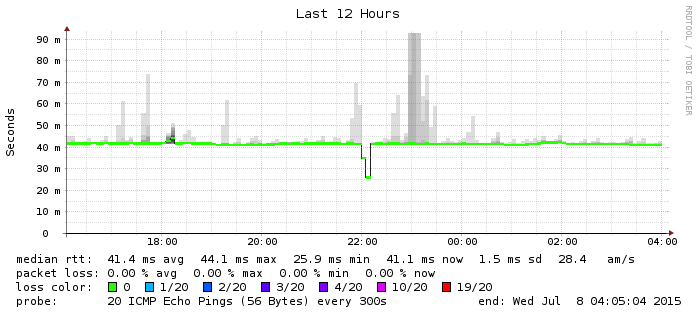 Last 12 Hours
RRDTOOL / TOBI OETIKER
Seconds
90 m
80 m
70 m
60 m
50 m
40 m
30 m
20 m
10 m
0
18:00 20:00 22:00 00:00 02:00 04:00
median rtt: 41.4 ms avg 44.1 ms max 25.9 ms min 41.1 ms now 1.5 ms sd 28.4 am/s
packet loss: 0.00 % avg 0.00 % max 0.00 % min 0.00 % now
loss color: 0 1/20 2/20 3/20 4/20 10/20 19/20
probe: 20 ICMP Echo Pings (56 Bytes) every 300s end: Wed Jul 8 04:05:04 2015